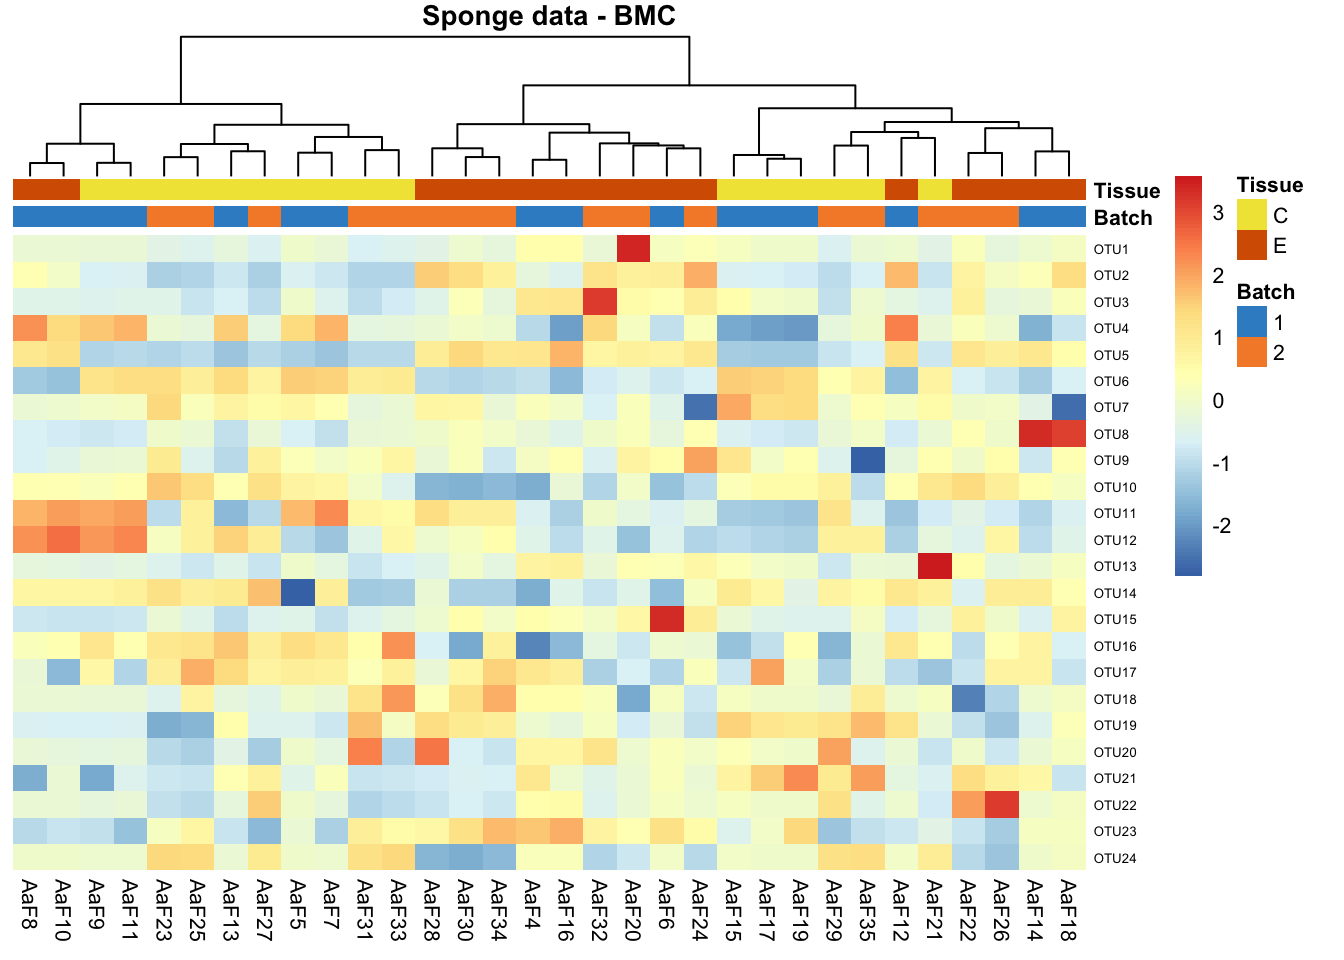 Sponge data - BMC
Tissue
Batch
OTU1
OTU2
OTU3
OTU4
OTU5
OTU6
OTU7
OTU8
OTU9
OTU10
OTU11
OTU12
OTU13
OTU14
OTU15
OTU16
OTU17
OTU18
OTU19
OTU20
OTU21
OTU22
OTU23
OTU24
AaF8 AaF10 AaF9 AaF11 AaF23 AaF25 AaF13 AaF27 AaF5 AaF7 AaF31 AaF33 AaF28 AaF30 AaF34 AaF4 AaF16 AaF32 AaF20 AaF6 AaF24 AaF15 AaF17 AaF19 AaF29 AaF35 AaF12 AaF21 AaF22 AaF26 AaF14 AaF18
3
2
1
0
-1
-2
Tissue
C
E
Batch
1
2